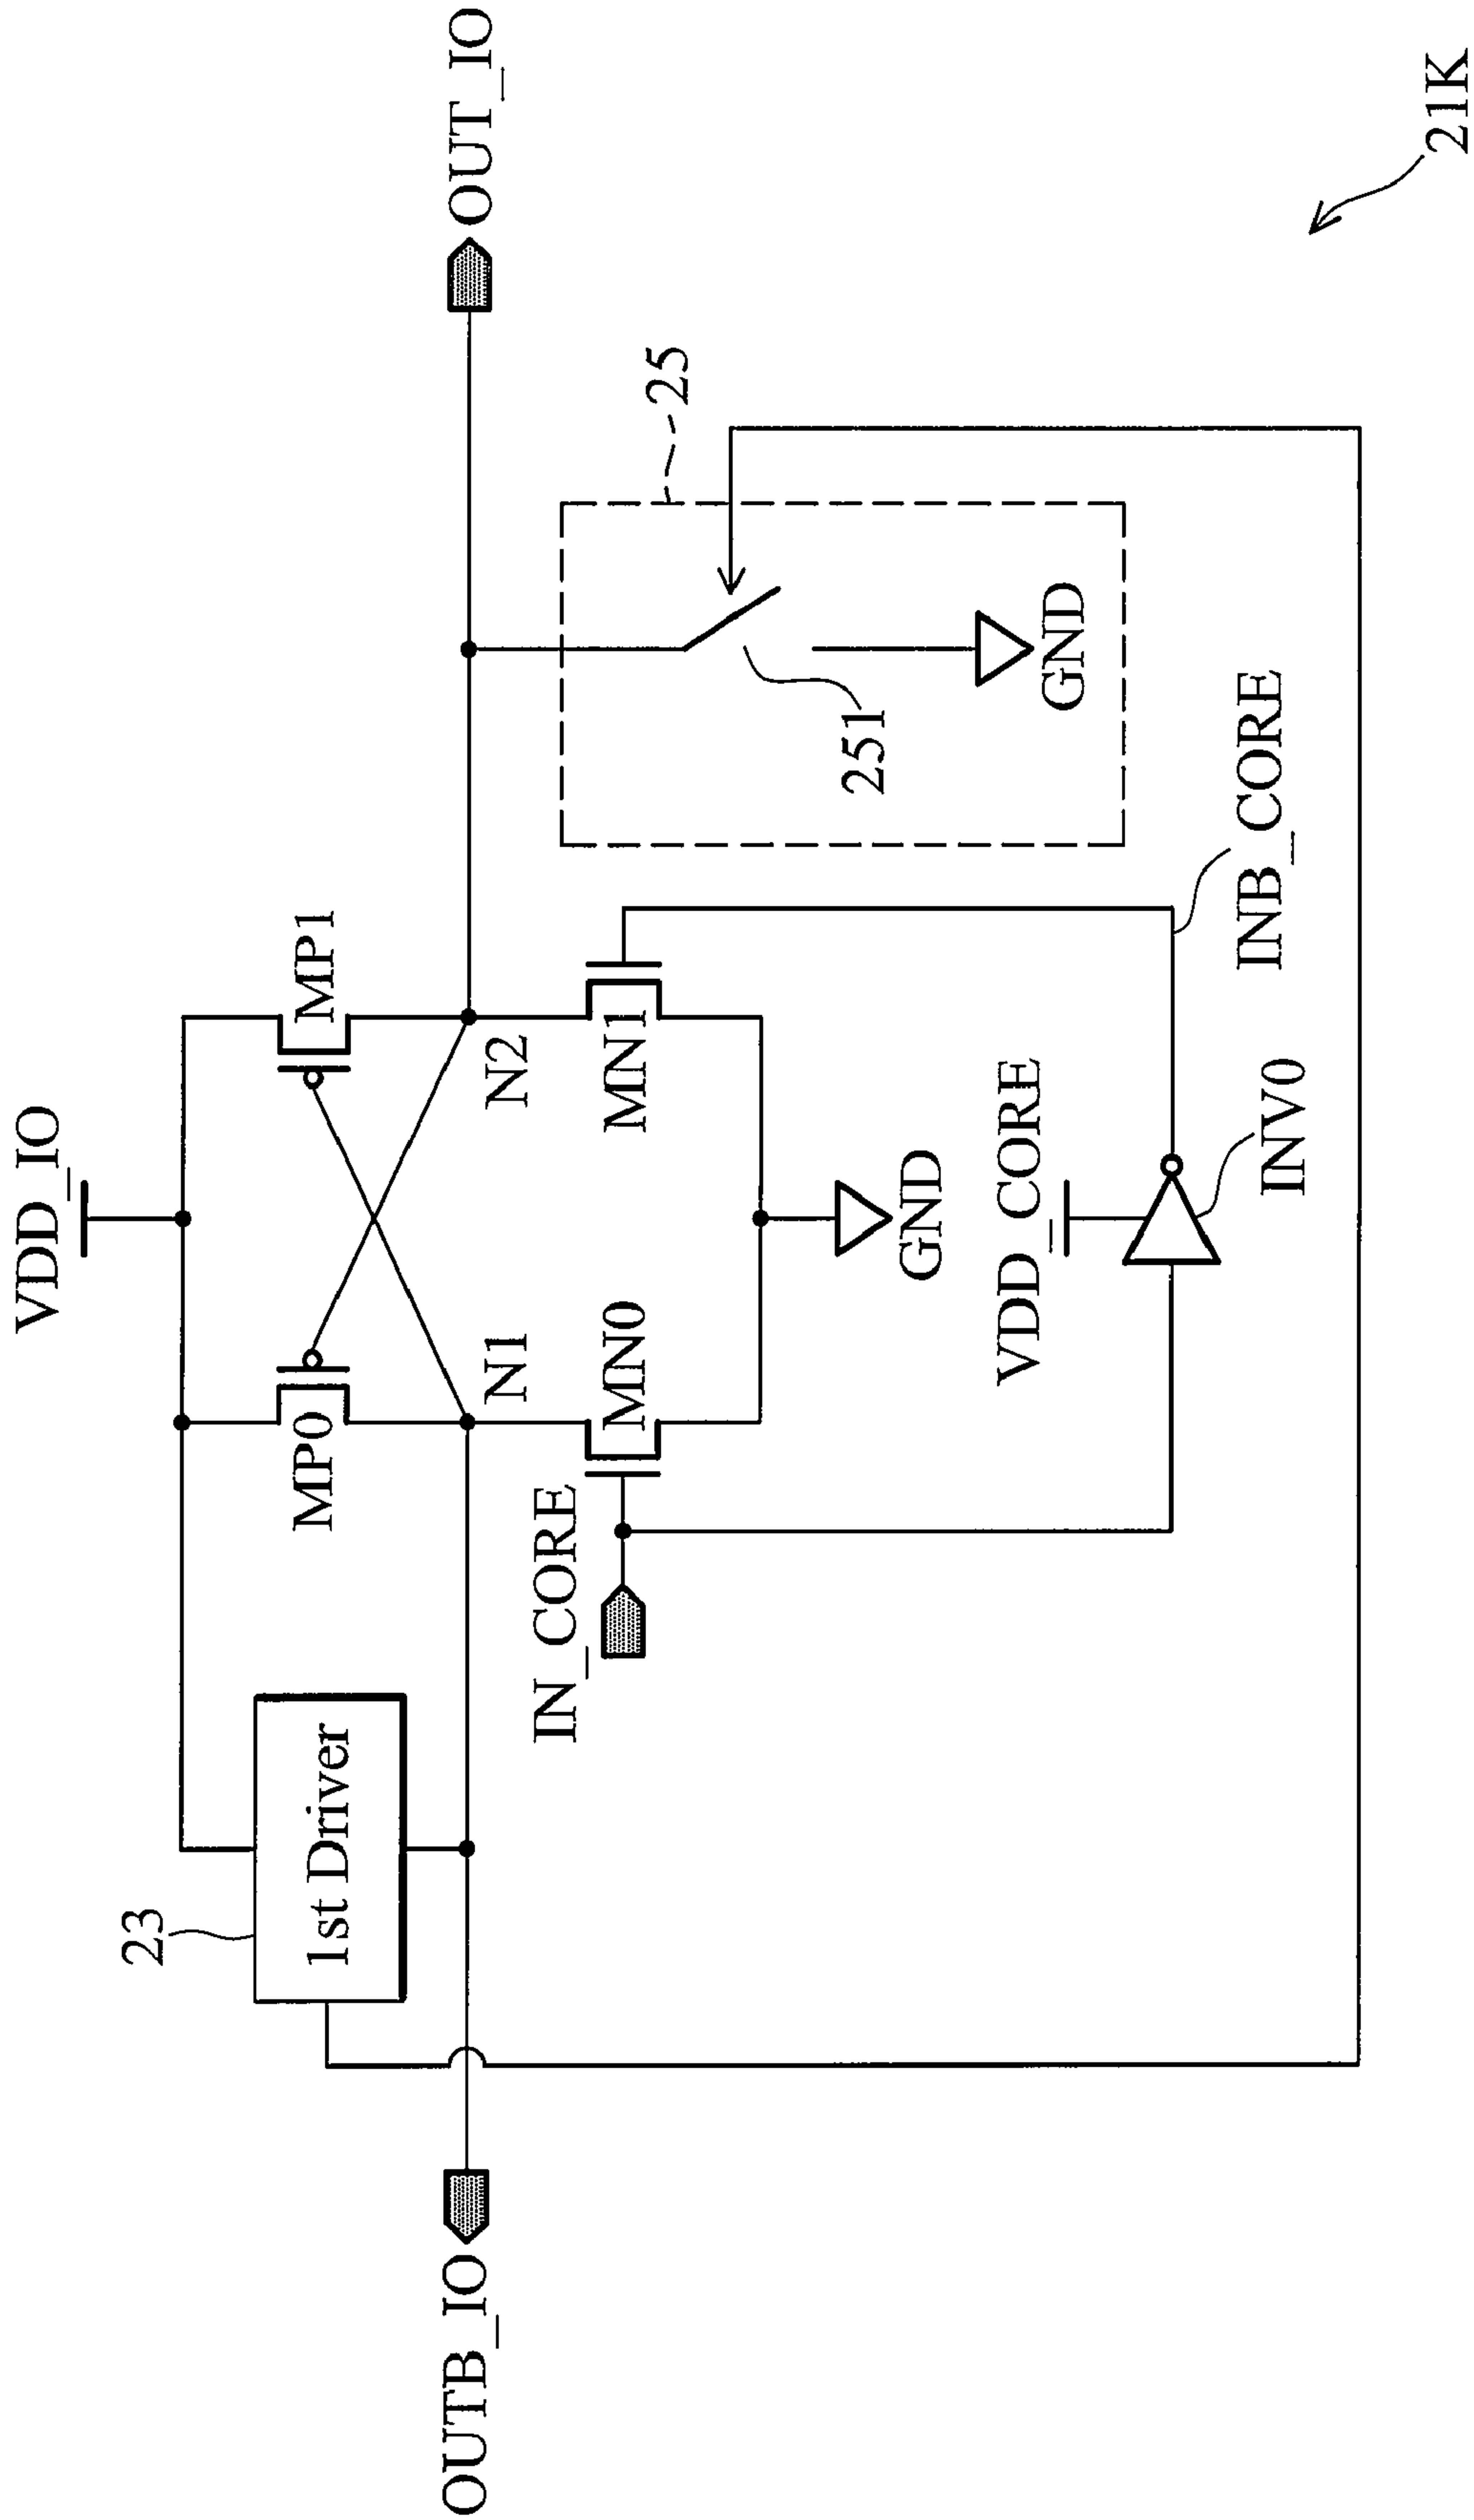 VDD_IO
23
1st Driver
MP0
MP1
OUTB_IO
N1
N2
OUT_IO
IN_CORE
MN0
MN1
25
251
GND
GND
VDD_CORE
INV0
INB_CORE
21K